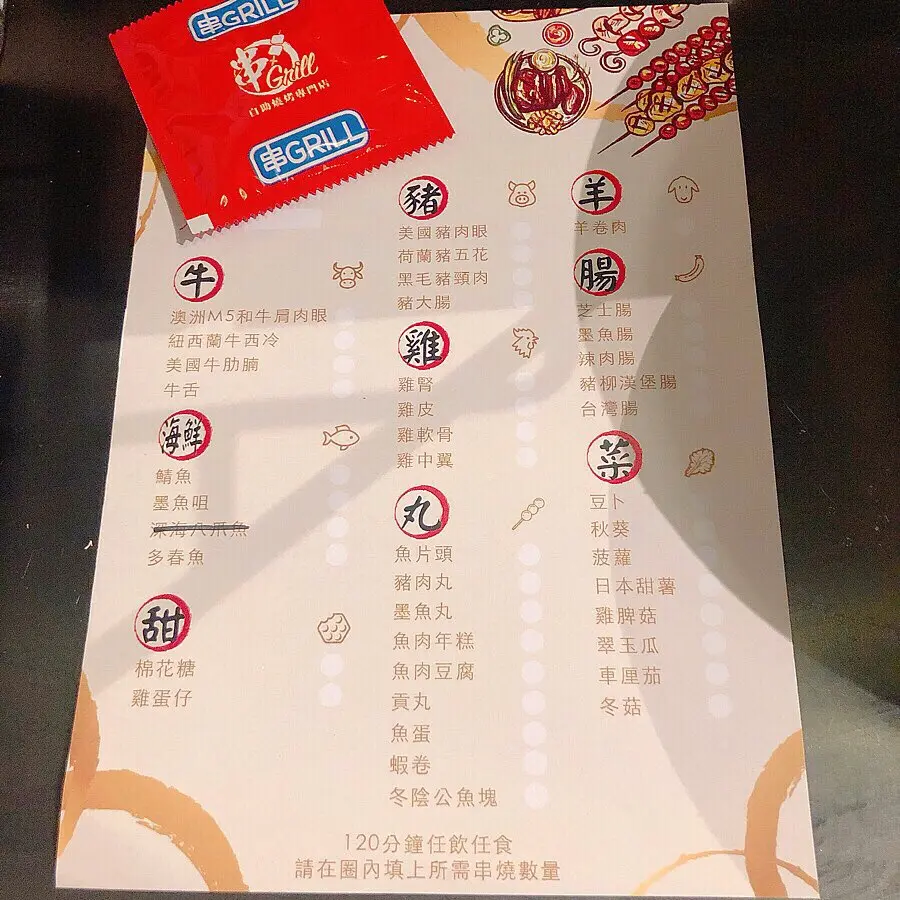 串GRILL
串Grill
自助燒烤專門店
串GRILL
牛
澳洲M5和牛肩肉眼
紐西蘭牛西冷
美國牛肋腩
牛舌
海鮮
鯖魚
墨魚咀
深海八爪魚
多春魚
甜
棉花糖
雞蛋仔
豬
美國豬肉眼
荷蘭豬五花
黑毛豬頸肉
豬大腸
雞
雞腎
雞皮
雞軟骨
雞中翼
丸
魚片頭
豬肉丸
墨魚丸
魚肉年糕
魚肉豆腐
貢丸
魚蛋
蝦卷
冬陰公魚塊
羊
羊卷肉
腸
芝士腸
墨魚腸
辣肉腸
豬柳漢堡腸
台灣腸
菜
豆卜
秋葵
菠蘿
日本甜薯
雞脾菇
翠玉瓜
車厘茄
冬菇
120分鐘任飲任食
請在圈內填上所需串燒數量